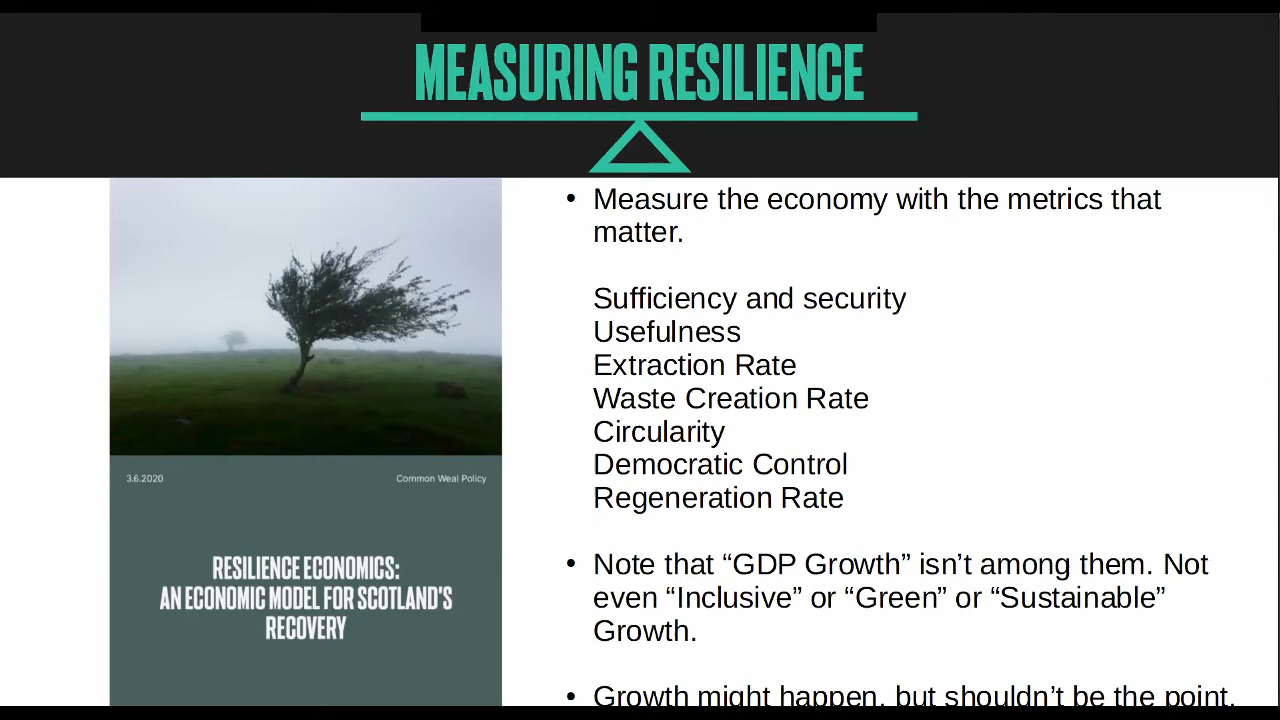 MEASURING RESILIENCE
• Measure the economy with the metrics that
matter.
Sufficiency and security
Usefulness
Extraction Rate
Waste Creation Rate
Circularity
Democratic Control
Regeneration Rate
• Note that “GDP Growth” isn’t among them. Not
even “Inclusive” or “Green” or “Sustainable”
Growth.
• Growth might happen, but shouldn’t be the point.
3.6.2020
Common Weal Policy
RESILIENCE ECONOMICS:
AN ECONOMIC MODEL FOR SCOTLAND'S
RECOVERY